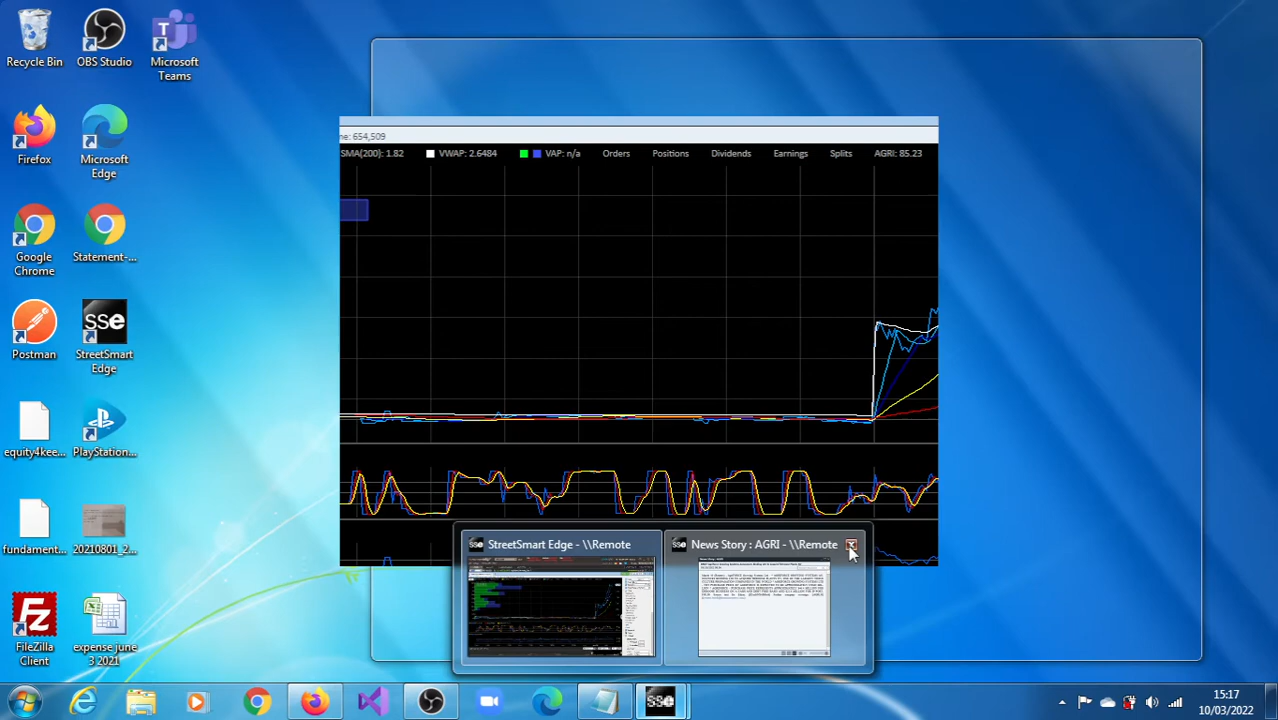 Recycle Bin
OBS Studio
Microsoft
Teams
Firefox
Microsoft
Edge
Google
Chrome
Statement-...
Postman
StreetSmart
Edge
equity4kee...
PlayStation...
fundament...
20210801_2...
FileZilla
Client
expense june
3 2021
ne: 654,509
SMA(200): 1.82
VWAP: 2.6484
VAP: n/a
Orders
Positions
Dividends
Earnings
Splits
AGRI: 85.23
sse
StreetSmart Edge - \\Remote
News Story : AGRI - \\Remote
15:17
10/03/2022